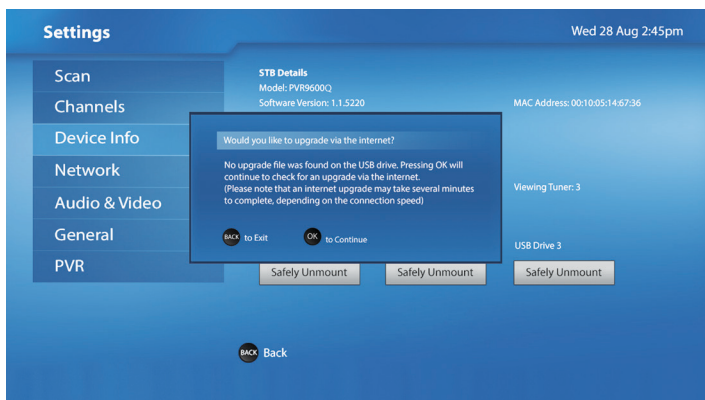 Settings
Wed 28 Aug 2:45pm
Scan
Channels
Device Info
Network
Audio & Video
General
PVR
STB Details
Model: PVR9600Q
Software Version: 1.1.5220
MAC Address: 00:10:05:14:67:36
Would you like to upgrade via the internet?
No upgrade file was found on the USB drive. Pressing OK will
continue to check for an upgrade via the internet.
(Please note that an internet upgrade may take several minutes
to complete, depending on the connection speed)
BACK to Exit
OK to Continue
Viewing Tuner: 3
USB Drive 3
Safely Unmount
Safely Unmount
Safely Unmount
BACK Back